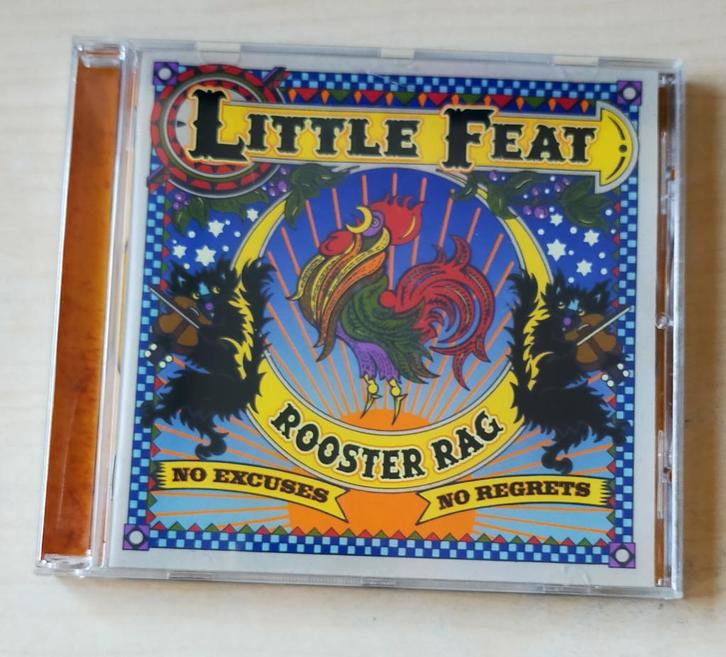 LITTLE FEAT
ROOSTER RAG
NO EXCUSES
NO REGRETS